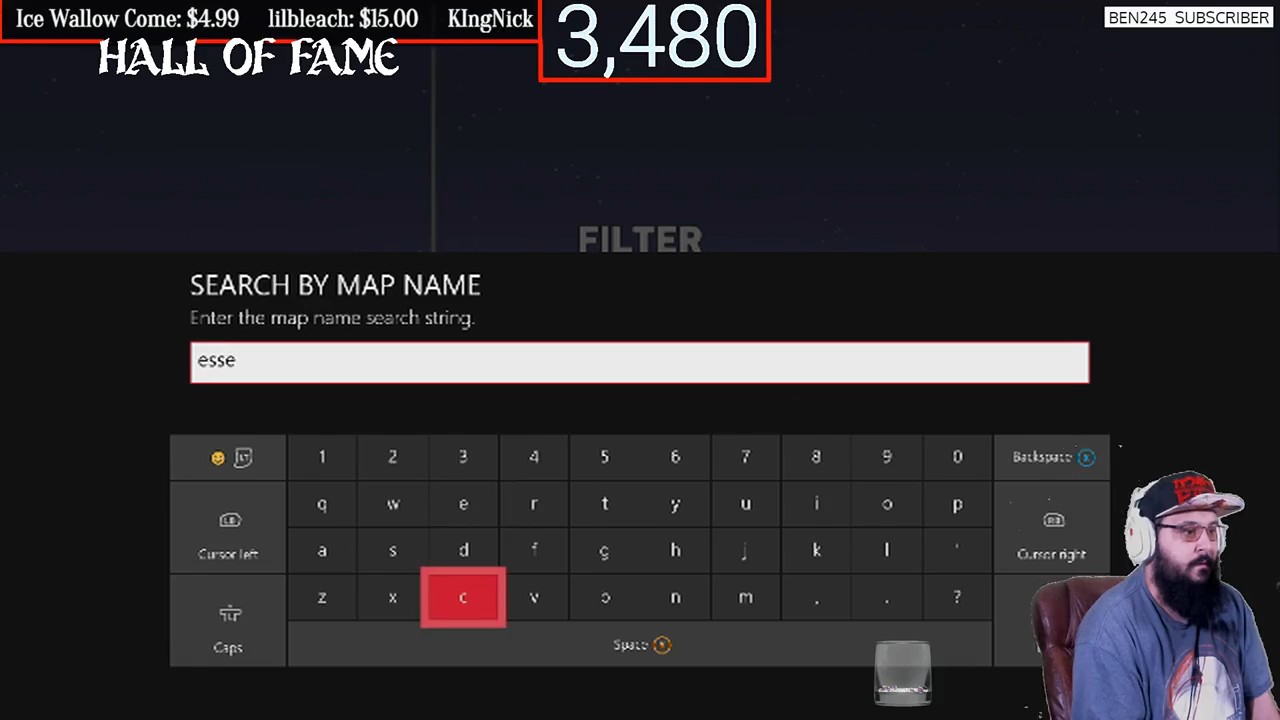 Ice Wallow Come: $4.99 lilbleach: $15.00 KIngNick
HALL OF FAME
3,480
BEN245 SUBSCRIBER
FILTER
SEARCH BY MAP NAME
Enter the map name search string.
esse
1 2 3 4 5 6 7 8 9 0 Backspace X
q w e r t y u i o p
LB Cursor left
RB Cursor right
a s d f g h j k l '
z x c v b n m , . ?
Caps
Space Y